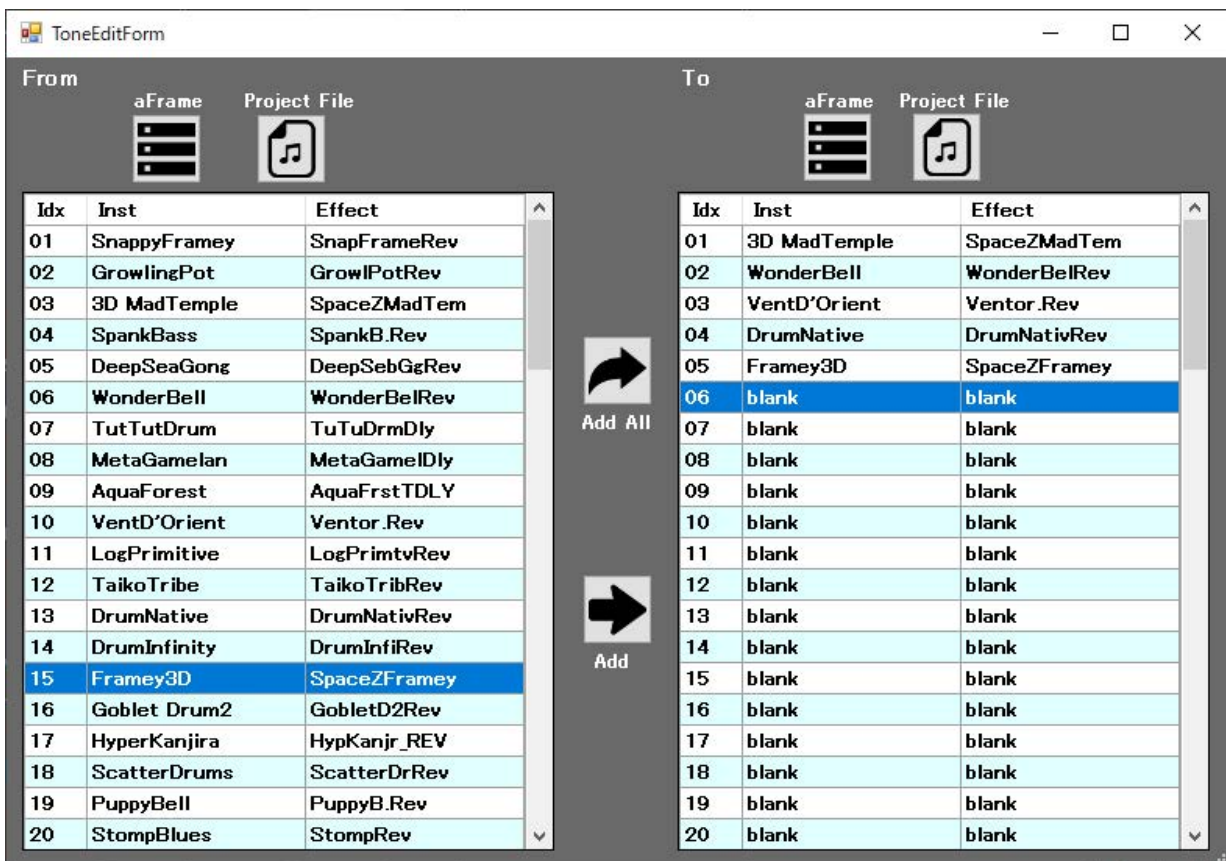 ToneEditForm
From
To
aFrame Project File
aFrame Project File
Idx Inst Effect
01 SnappyFramey SnapFrameRev
02 GrowlingPot GrowlPotRev
03 3D MadTemple SpaceZMadTem
04 SpankBass SpankB.Rev
05 DeepSeaGong DeepSebGgRev
06 WonderBell WonderBelRev
07 TutTutDrum TuTuDrmDly
08 MetaGamelan MetaGamelDly
09 AquaForest AquaFrstTDLY
10 VentD'Orient Ventor.Rev
11 LogPrimitive LogPrimtvRev
12 TaikoTribe TaikoTribRev
13 DrumNative DrumNativRev
14 DrumInfinity DrumInfiRev
15 Framey3D SpaceZFramey
16 Goblet Drum2 GobletD2Rev
17 HyperKanjira HypKanjr_REV
18 ScatterDrums ScatterDrRev
19 PuppyBell PuppyB.Rev
20 StompBlues StompRev
Add All
Add
Idx Inst Effect
01 3D MadTemple SpaceZMadTem
02 WonderBell WonderBelRev
03 VentD'Orient Ventor.Rev
04 DrumNative DrumNativRev
05 Framey3D SpaceZFramey
06 blank blank
07 blank blank
08 blank blank
09 blank blank
10 blank blank
11 blank blank
12 blank blank
13 blank blank
14 blank blank
15 blank blank
16 blank blank
17 blank blank
18 blank blank
19 blank blank
20 blank blank